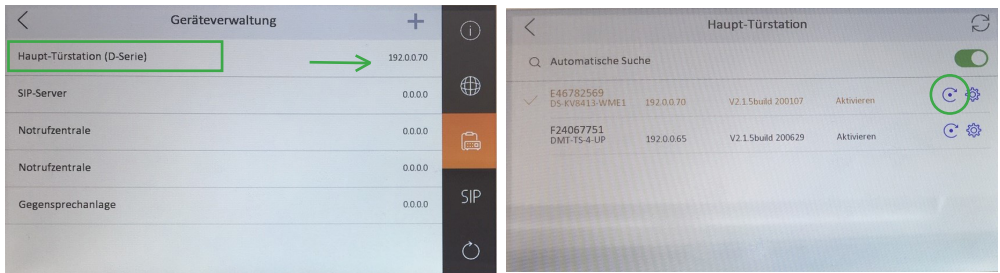 Geräteverwaltung
Haupt-Türstation (D-Serie) 192.0.0.70
SIP-Server 0.0.0.0
Notrufzentrale 0.0.0.0
Notrufzentrale 0.0.0.0
Gegensprechanlage 0.0.0.0
SIP
Haupt-Türstation
Automatische Suche
E46782569
DS-KV8413-WME1 192.0.0.70 V2.1.5build 200107 Aktivieren
F24067751
DMT-TS-4-UP 192.0.0.65 V2.1.5build 200629 Aktivieren